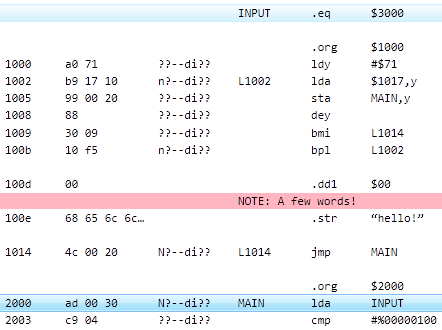 INPUT .eq $3000
.org $1000
1000 a0 71 ??--di?? ldy #$71
1002 b9 17 10 n?--di?? L1002 lda $1017,y
1005 99 00 20 ??--di?? sta MAIN,y
1008 88 ??--di?? dey
1009 30 09 ??--di?? bmi L1014
100b 10 f5 n?--di?? bpl L1002
100d 00 .dd1 $00
NOTE: A few words!
100e 68 65 6c 6c… .str “hello!”
1014 4c 00 20 N?--di?? L1014 jmp MAIN
.org $2000
2000 ad 00 30 N?--di?? MAIN lda INPUT
2003 c9 04 ??--di?? cmp #%00000100